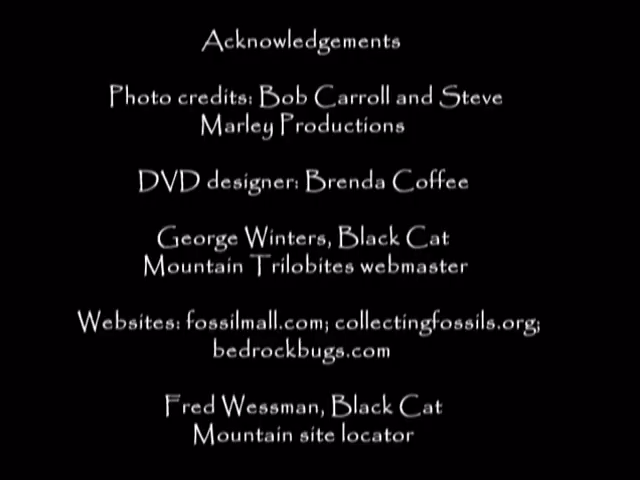 Acknowledgements
Photo credits: Bob Carroll and Steve
Marley Productions
DVD designer: Brenda Coffee
George Winters, Black Cat
Mountain Trilobites webmaster
Websites: fossilmall.com; collectingfossils.org;
bedrockbugs.com
Fred Wessman, Black Cat
Mountain site locator